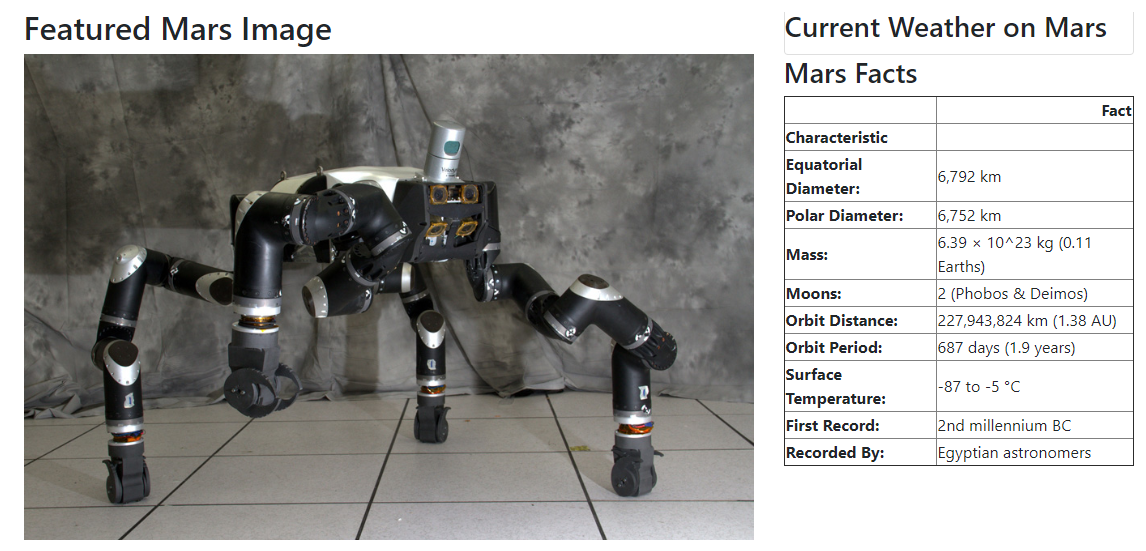 Featured Mars Image
Current Weather on Mars
Mars Facts
Fact
Characteristic
Equatorial
Diameter:
6,792 km
Polar Diameter:
6,752 km
Mass:
6.39 × 10^23 kg (0.11
Earths)
Moons:
2 (Phobos & Deimos)
Orbit Distance:
227,943,824 km (1.38 AU)
Orbit Period:
687 days (1.9 years)
Surface
Temperature:
-87 to -5 °C
First Record:
2nd millennium BC
Recorded By:
Egyptian astronomers